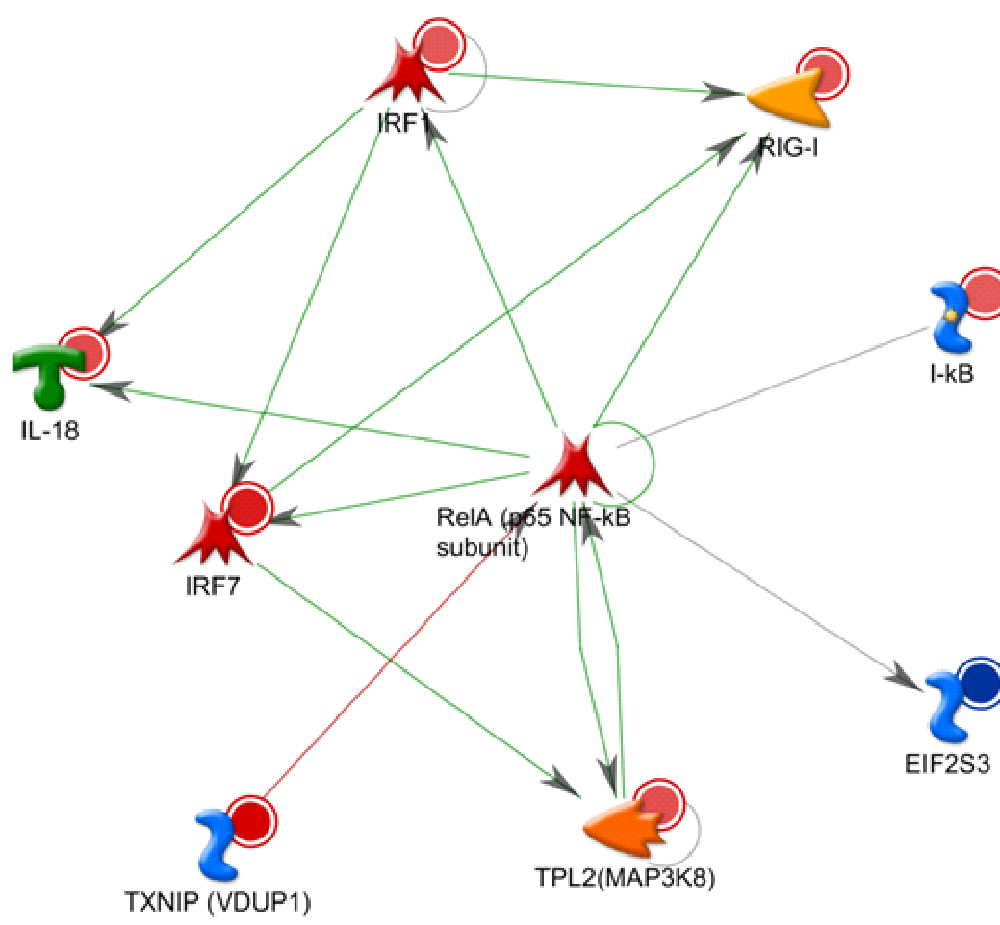 IRF1
RIG-I
I-kB
IL-18
RelA (p65 NF-kB
subunit)
IRF7
EIF2S3
TPL2(MAP3K8)
TXNIP (VDUP1)